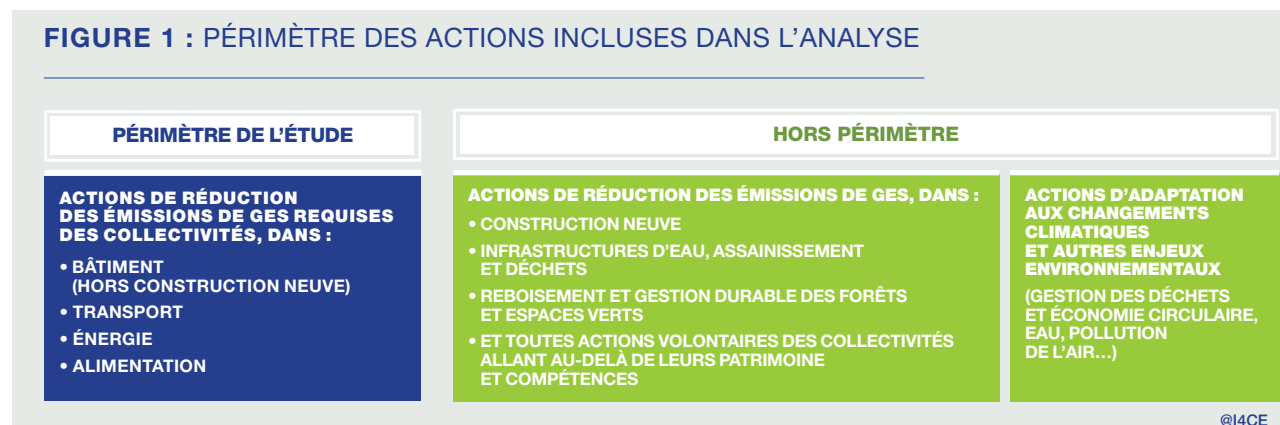 FIGURE 1 : PÉRIMÈTRE DES ACTIONS INCLUSES DANS L'ANALYSE
PÉRIMÈTRE DE L'ÉTUDE
ACTIONS DE RÉDUCTION
DES ÉMISSIONS DE GES REQUISES
DES COLLECTIVITÉS, DANS :
• BÂTIMENT
(HORS CONSTRUCTION NEUVE)
• TRANSPORT
• ÉNERGIE
• ALIMENTATION
HORS PÉRIMÈTRE
ACTIONS DE RÉDUCTION DES ÉMISSIONS DE GES, DANS :
• CONSTRUCTION NEUVE
• INFRASTRUCTURES D'EAU, ASSAINISSEMENT
ET DÉCHETS
• REBOISEMENT ET GESTION DURABLE DES FORÊTS
ET ESPACES VERTS
• ET TOUTES ACTIONS VOLONTAIRES DES COLLECTIVITÉS
ALLANT AU-DELÀ DE LEURS PATRIMOINE
ET COMPÉTENCES
ACTIONS D'ADAPTATION
AUX CHANGEMENTS
CLIMATIQUES
ET AUTRES ENJEUX
ENVIRONNEMENTAUX
(GESTION DES DÉCHETS
ET ÉCONOMIE CIRCULAIRE,
EAU, POLLUTION
DE L'AIR…)
@I4CE